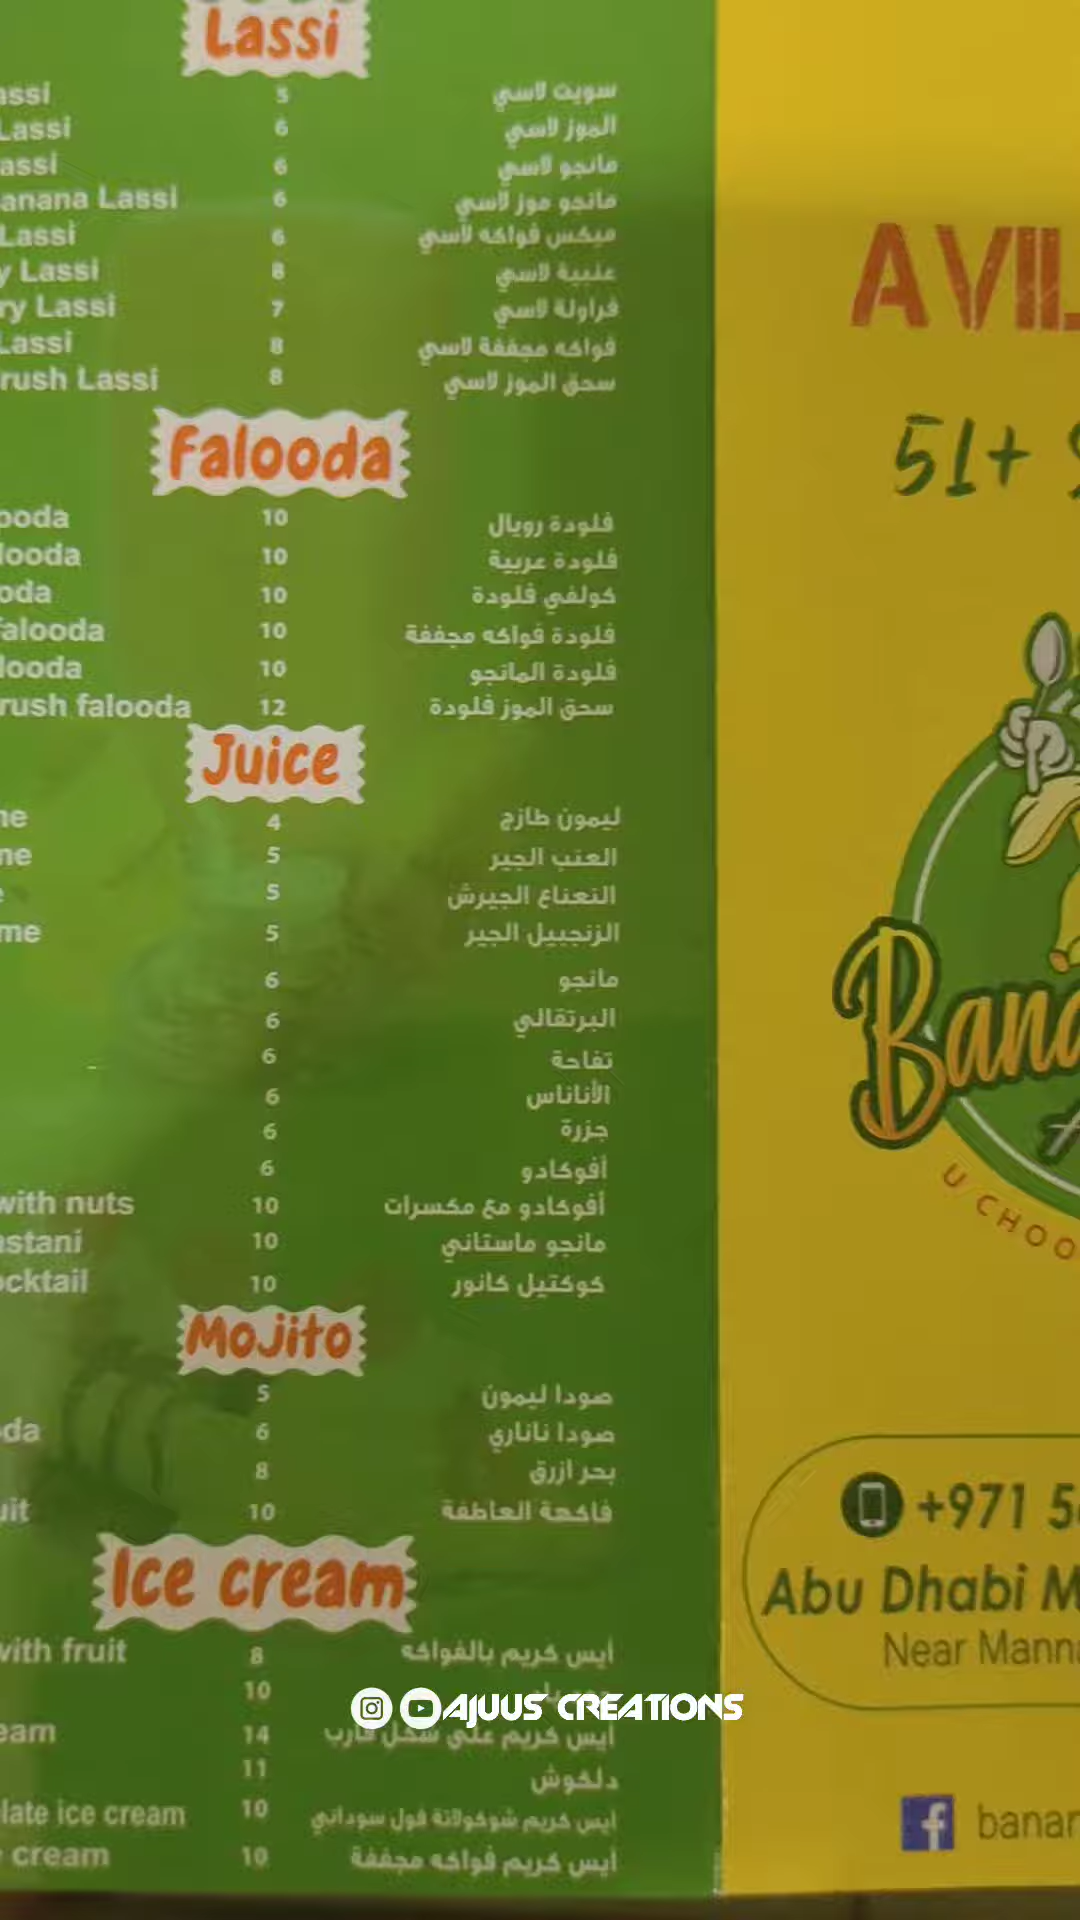 Lassi
assi 5 سويت لاسي
Lassi 6 الموز لاسي
assi 6 مانجو لاسي
anana Lassi 6 مانجو موز لاسي
Lassi 6 ميكس فواكه لاسي
y Lassi 8 عنبية لاسي
ry Lassi 7 فراولة لاسي
Lassi 8 فواكه مجففة لاسي
rush Lassi 8 سحق الموز لاسي
Falooda
ooda 10 فلودة رويال
looda 10 فلودة عربية
oda 10 كولفي فلودة
falooda 10 فلودة فواكه مجففة
looda 10 فلودة المانجو
rush falooda 12 سحق الموز فلودة
Juice
ne 4 ليمون طازج
ne 5 العنب الجير
e 5 النعناع الجيرش
me 5 الزنجبيل الجير
6 مانجو
6 البرتقالي
6 تفاحة
6 الأناناس
6 جزرة
6 أفوكادو
with nuts 10 أفوكادو مع مكسرات
astani 10 مانجو ماستاني
ocktail 10 كوكتيل كانور
Mojito
5 صودا ليمون
da 6 صودا ناناري
8 بحر ازرق
uit 10 فاكهة العاطفة
Ice cream
with fruit 8 أيس كريم بالفواكه
10
eam 14 أيس كريم على شكل قارب
11 دلكوش
late ice cream 10 ايس كريم شوكولاتة فول سوداني
cream 10 أيس كريم فواكه مجففة
AVIL
51+
Bana
U CHOO
+971 5
Abu Dhabi M
Near Mann
banar
AJUUS CREATIONS